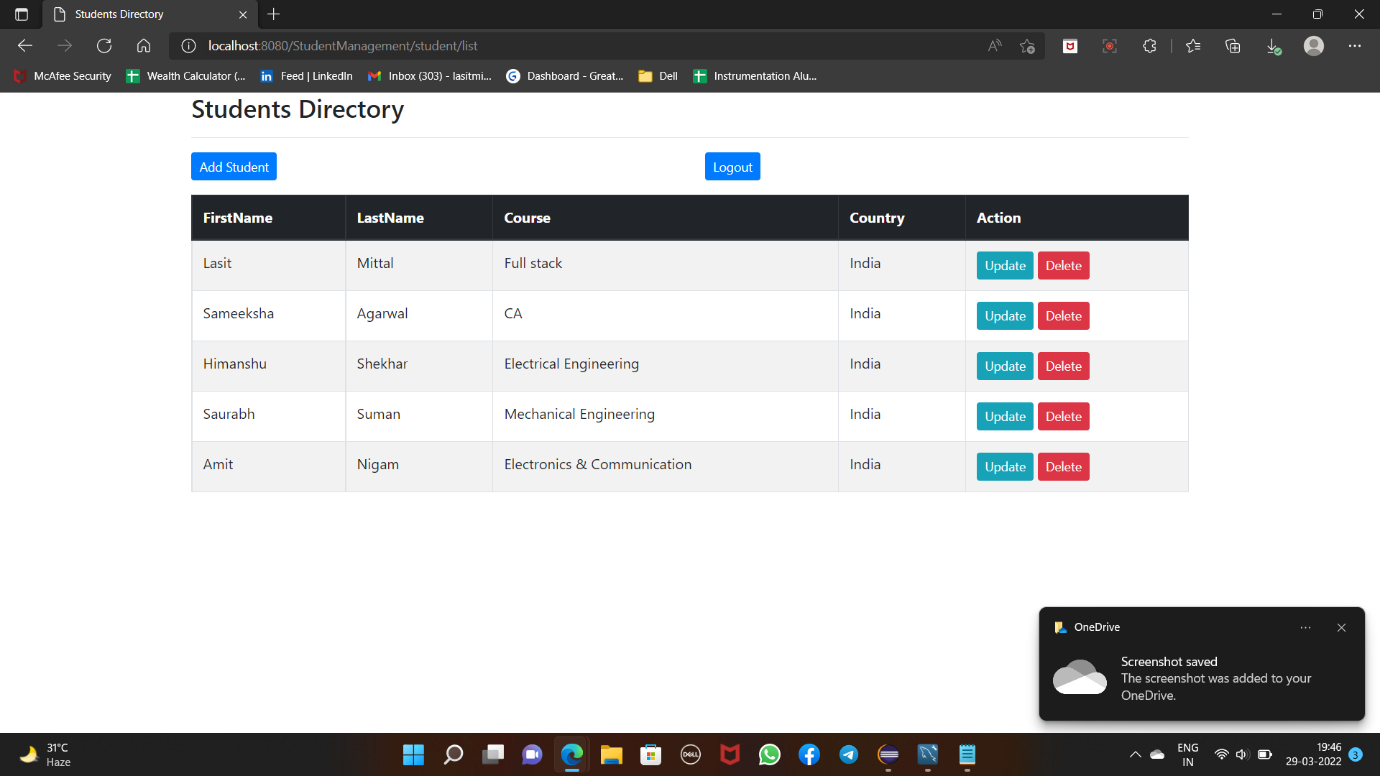 Students Directory
localhost:8080/StudentManagement/student/list
McAfee Security Wealth Calculator (... Feed | LinkedIn Inbox (303) - lasitmi... Dashboard - Great... Dell Instrumentation Alu...
Students Directory
Add Student Logout
FirstName LastName Course Country Action
Lasit Mittal Full stack India Update Delete
Sameeksha Agarwal CA India Update Delete
Himanshu Shekhar Electrical Engineering India Update Delete
Saurabh Suman Mechanical Engineering India Update Delete
Amit Nigam Electronics & Communication India Update Delete
OneDrive
Screenshot saved
The screenshot was added to your
OneDrive.
31°C
Haze
DELL
ENG
IN
19:46
29-03-2022
3